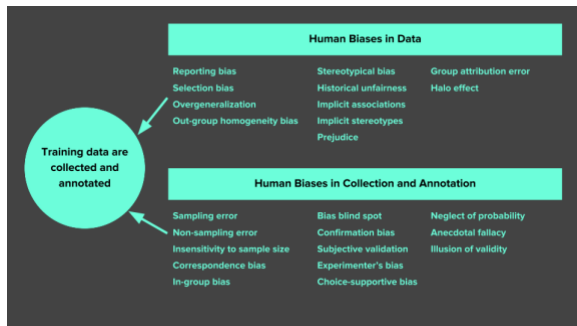 Human Biases in Data
Reporting bias
Selection bias
Overgeneralization
Out-group homogeneity bias
Stereotypical bias
Historical unfairness
Implicit associations
Implicit stereotypes
Prejudice
Group attribution error
Halo effect
Training data are
collected and
annotated
Human Biases in Collection and Annotation
Sampling error
Non-sampling error
Insensitivity to sample size
Correspondence bias
In-group bias
Bias blind spot
Confirmation bias
Subjective validation
Experimenter's bias
Choice-supportive bias
Neglect of probability
Anecdotal fallacy
Illusion of validity